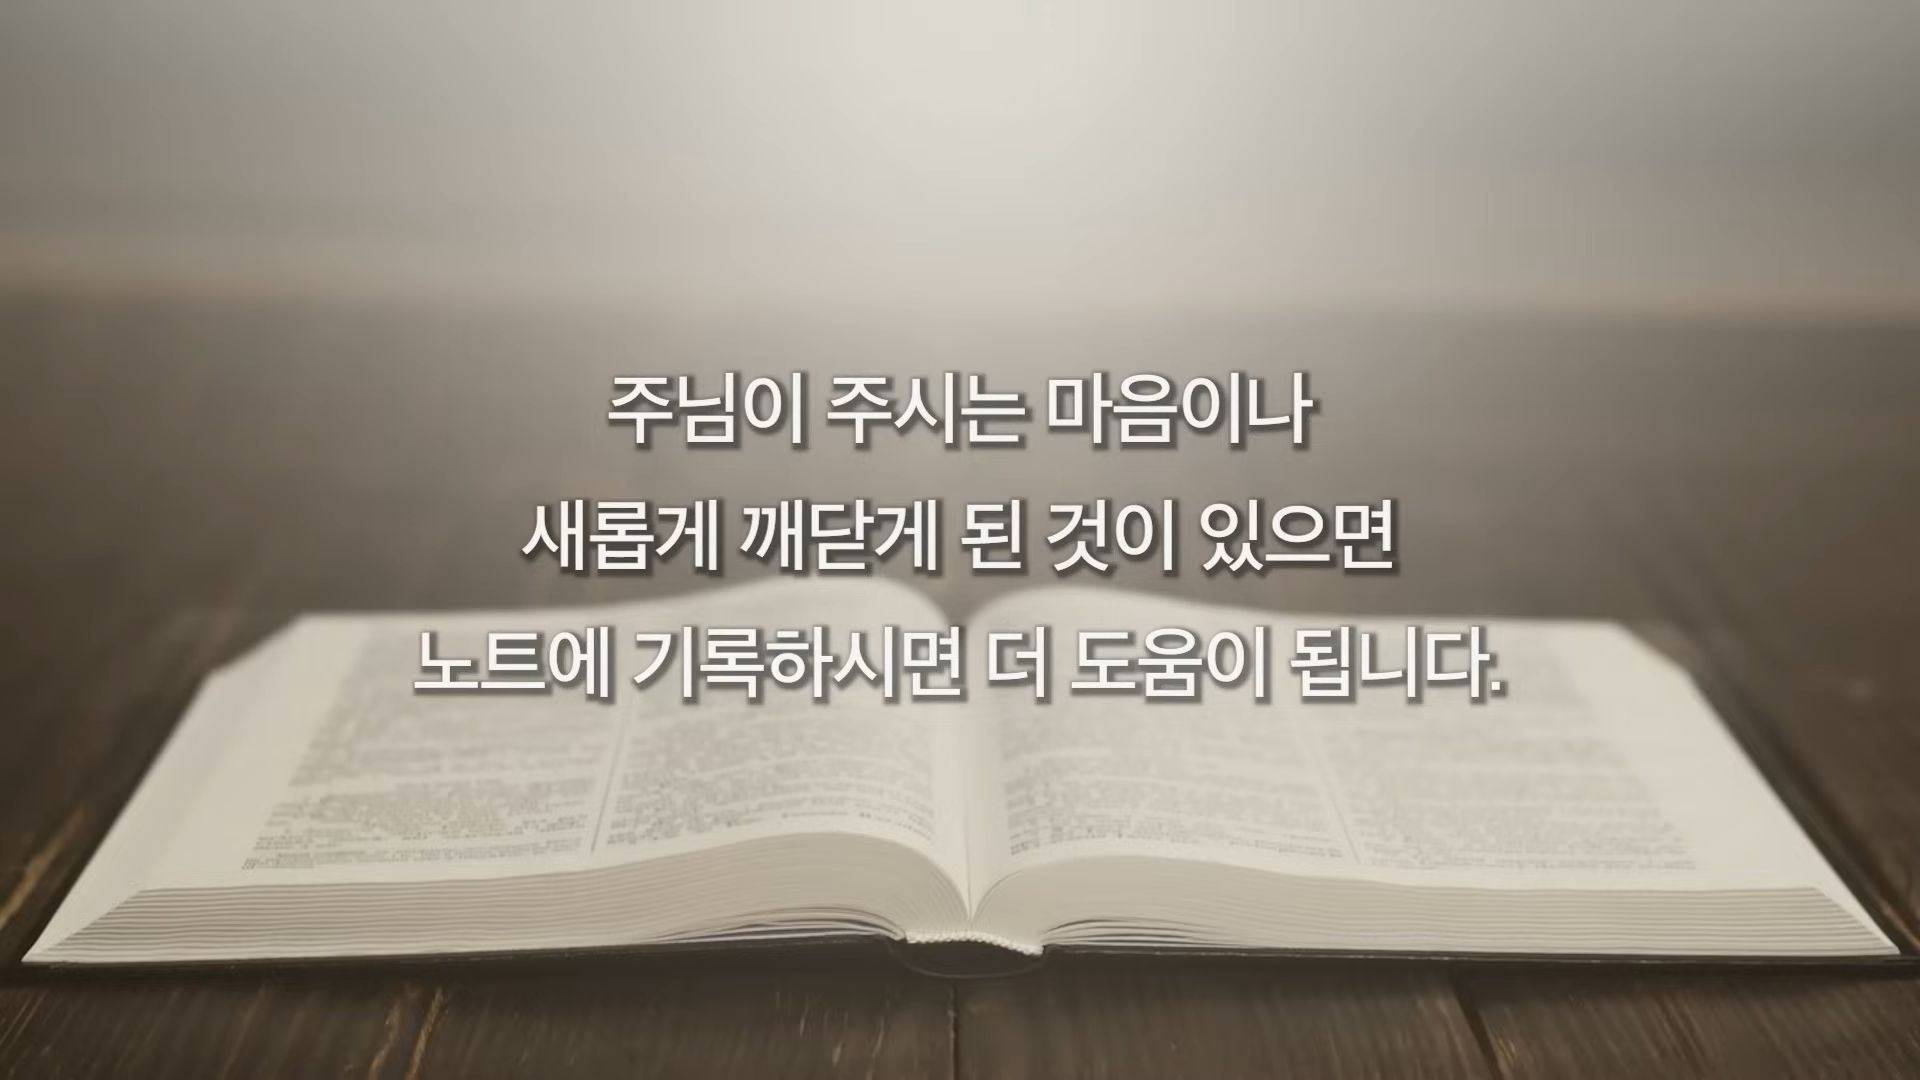 주님이 주시는 마음이나
새롭게 깨닫게 된 것이 있으면
노트에 기록하시면 더 도움이 됩니다.